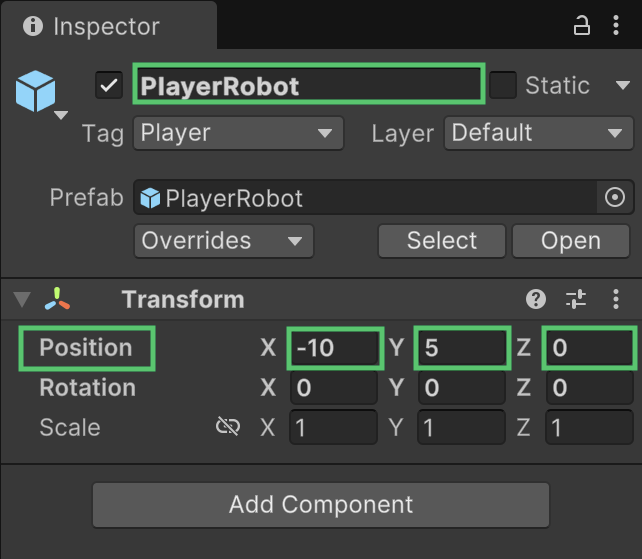 Inspector
PlayerRobot Static
Tag Player Layer Default
Prefab PlayerRobot
Overrides Select Open
Transform
Position X -10 Y 5 Z 0
Rotation X 0 Y 0 Z 0
Scale X 1 Y 1 Z 1
Add Component